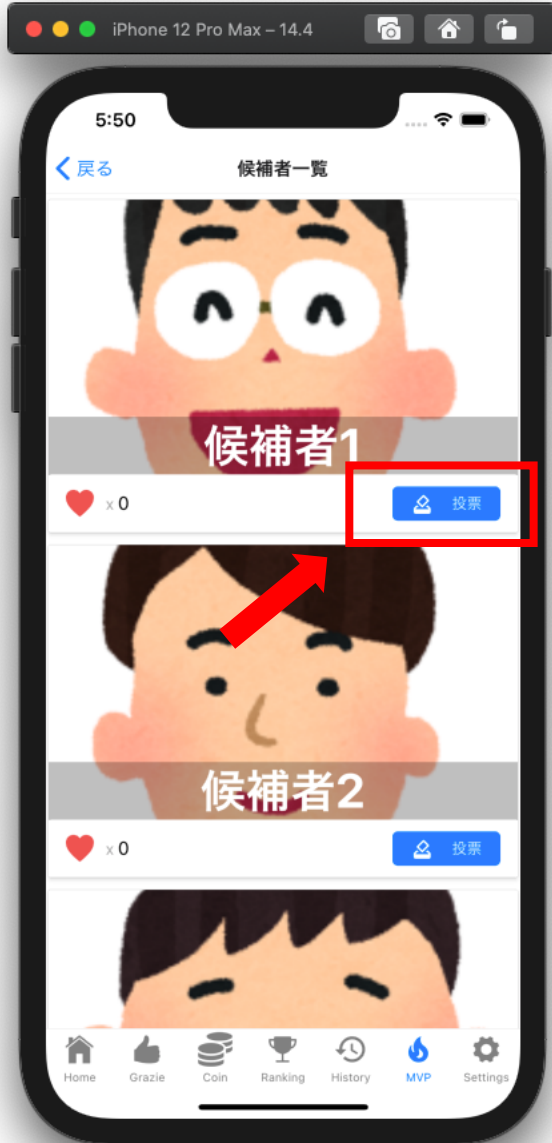 iPhone 12 Pro Max – 14.4
5:50
戻る
候補者一覧
候補者1
x 0
投票
候補者2
x 0
投票
Home
Grazie
Coin
Ranking
History
MVP
Settings